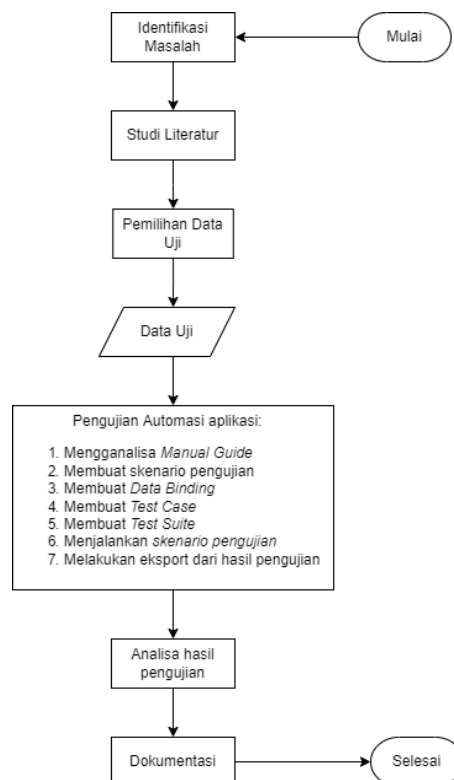 Mulai
Identifikasi
Masalah
Studi Literatur
Pemilihan Data
Uji
Data Uji
Pengujian Automasi aplikasi:
1. Mengganalisa Manual Guide
2. Membuat skenario pengujian
3. Membuat Data Binding
4. Membuat Test Case
5. Membuat Test Suite
6. Menjalankan skenario pengujian
7. Melakukan eksport dari hasil pengujian
Analisa hasil
pengujian
Dokumentasi
Selesai